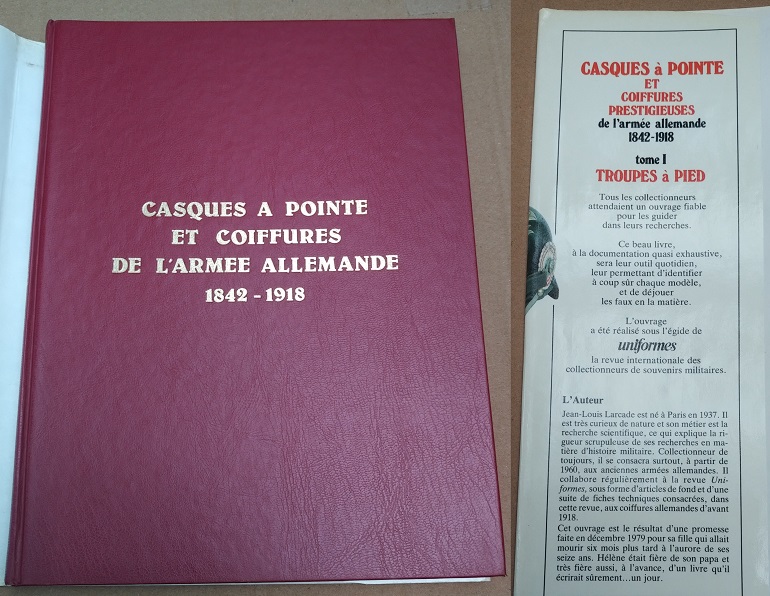 CASQUES A POINTE
ET COIFFURES
DE L'ARMEE ALLEMANDE
1842 - 1918
CASQUES à POINTE
ET
COIFFURES
PRESTIGIEUSES
de l'armée allemande
1842-1918
tome I
TROUPES à PIED
Tous les collectionneurs
attendaient un ouvrage fiable
pour les guider
dans leurs recherches.
Ce beau livre,
à la documentation quasi exhaustive,
sera leur outil quotidien,
leur permettant d'identifier
à coup sûr chaque modèle,
et de déjouer
les faux en la matière.
L'ouvrage
a été réalisé sous l'égide de
uniformes
la revue internationale des
collectionneurs de souvenirs militaires.
L'Auteur
Jean-Louis Larcade est né à Paris en 1937. Il
est très curieux de nature et son métier est la
recherche scientifique, ce qui explique la ri-
gueur scrupuleuse de ses recherches en ma-
tière d'histoire militaire. Collectionneur de
toujours, il se consacra surtout, à partir de
1960, aux anciennes armées allemandes. Il
collabore régulièrement à la revue Uni-
formes, sous forme d'articles de fond et d'une
suite de fiches techniques consacrées, dans
cette revue, aux coiffures allemandes d'avant
1918.
Cet ouvrage est le résultat d'une promesse
faite en décembre 1979 pour sa fille qui allait
mourir six mois plus tard à l'aurore de ses
seize ans. Hélène était fière de son papa et
très fière aussi, à l'avance, d'un livre qu'il
écrirait sûrement...un jour.